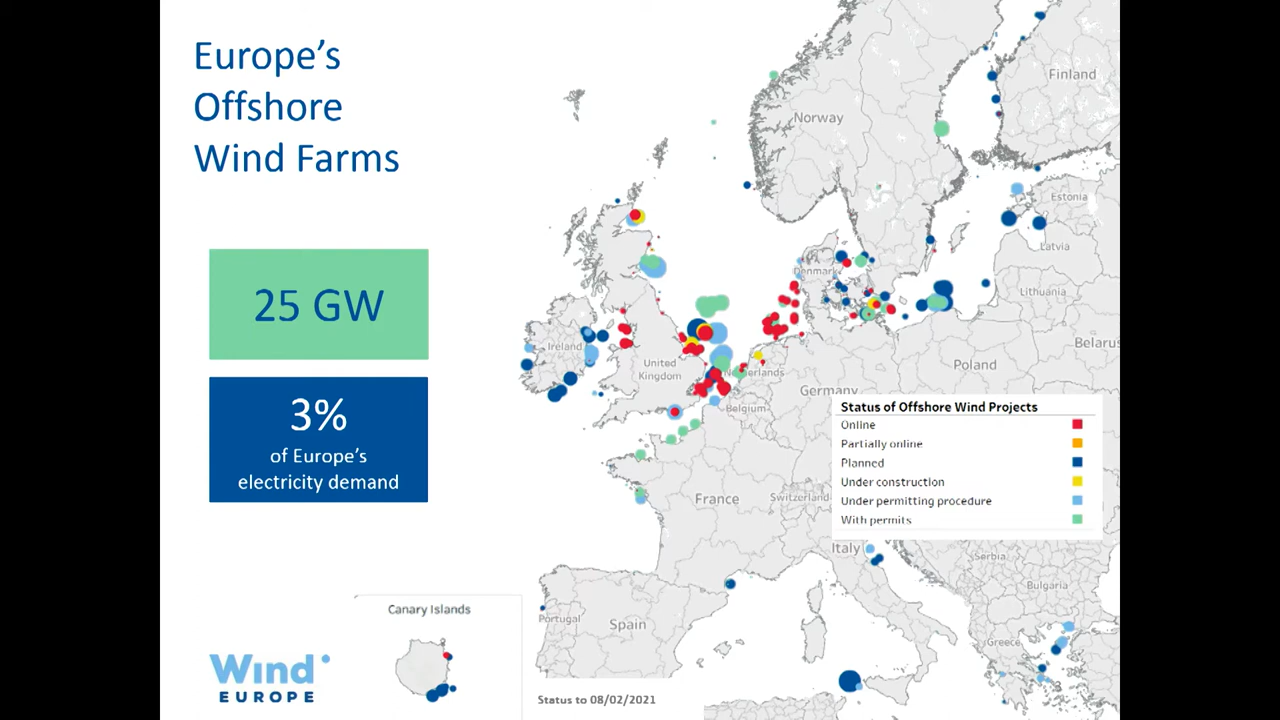 Europe's
Offshore
Wind Farms
25 GW
3%
of Europe's
electricity demand
Norway
Finland
Estonia
Latvia
Denmark
Lithuania
Ireland
United
Kingdom
Netherlands
Belarus
Poland
Germany
Belgium
Status of Offshore Wind Projects
Online
Partially online
Planned
Under construction
Under permitting procedure
With permits
France
Switzerland
Italy
Serbia
Bulgaria
Canary Islands
Portugal
Spain
Greece
Wind
EUROPE
Status to 08/02/2021